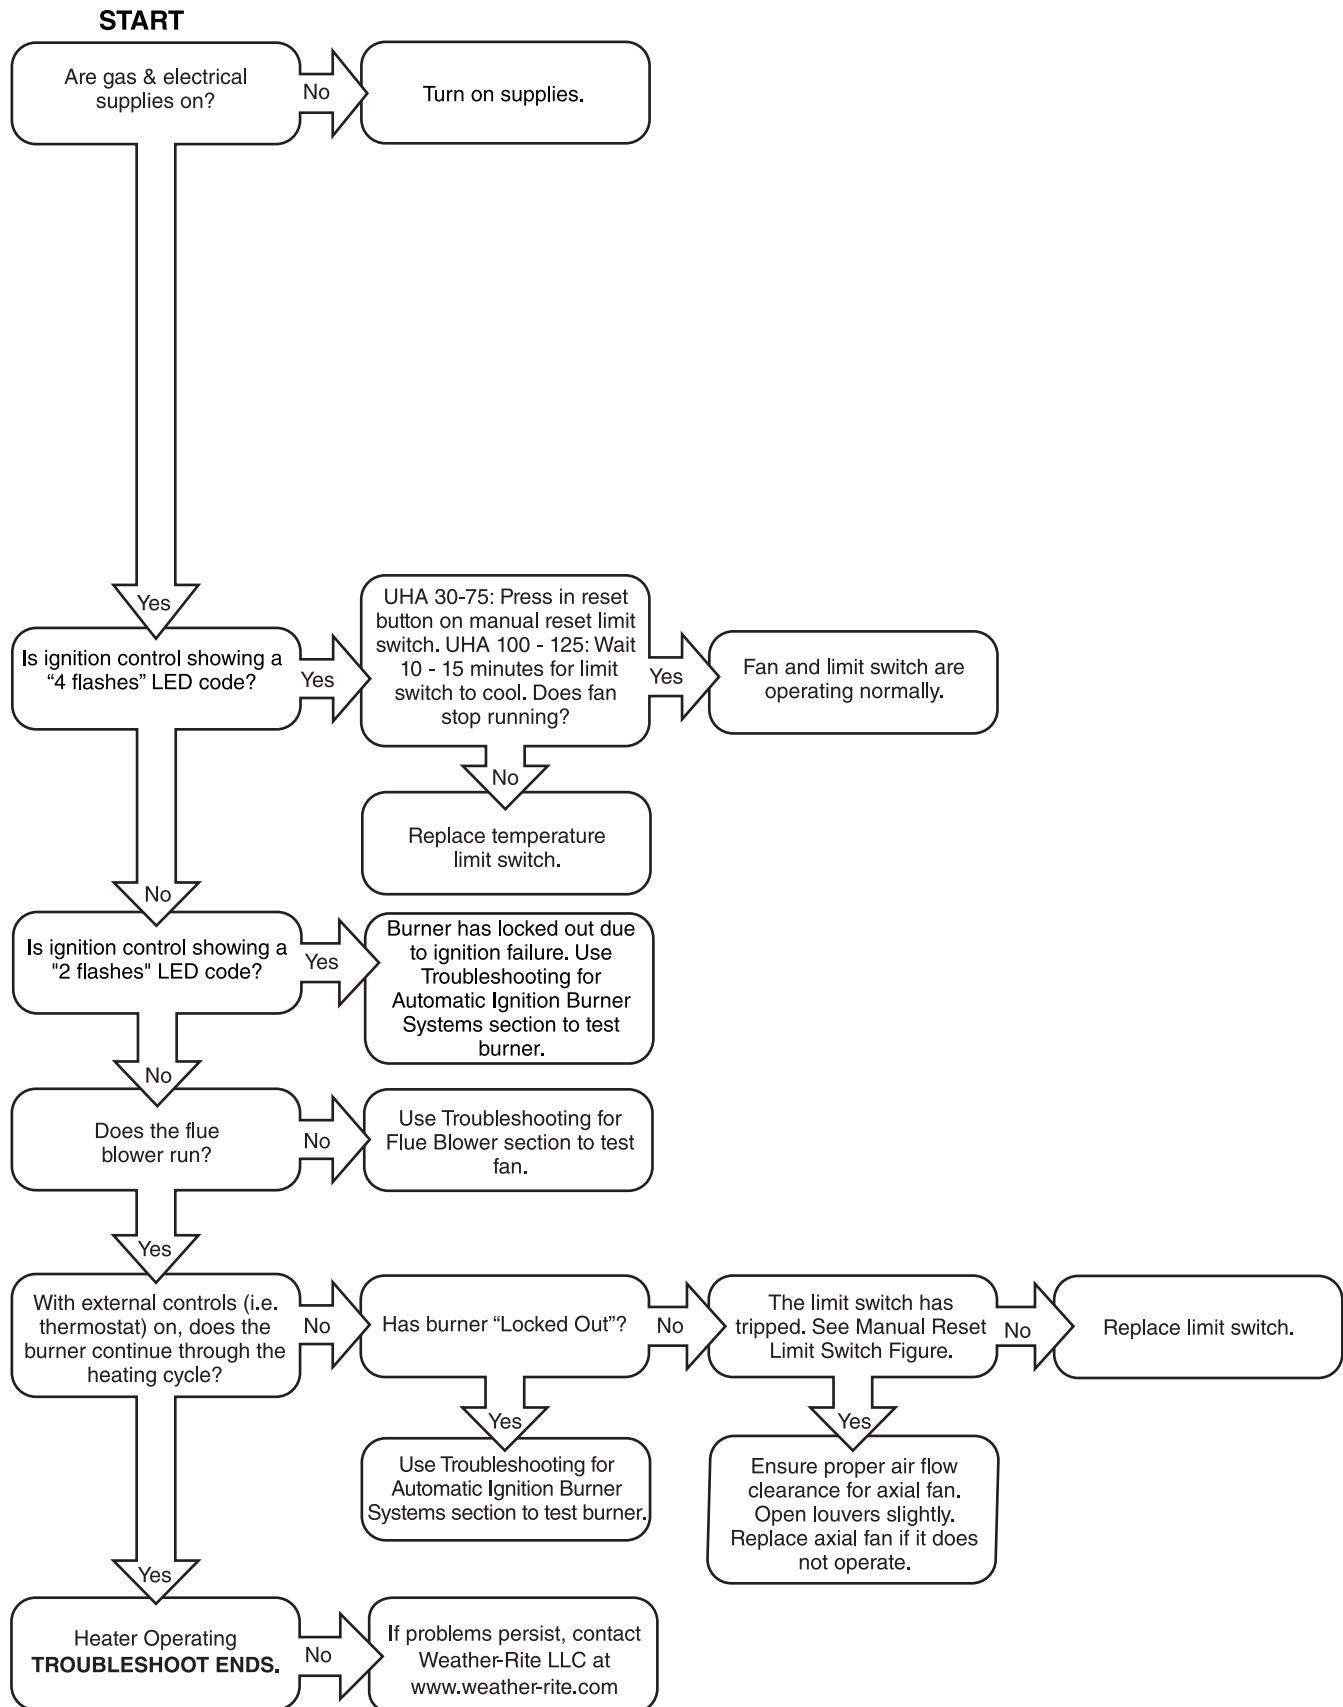 START
Are gas & electrical
supplies on?
No
Turn on supplies.
Yes
Is ignition control showing a
“4 flashes” LED code?
Yes
UHA 30-75: Press in reset
button on manual reset limit
switch. UHA 100 - 125: Wait
10 - 15 minutes for limit
switch to cool. Does fan
stop running?
Yes
Fan and limit switch are
operating normally.
No
Replace temperature
limit switch.
No
Is ignition control showing a
"2 flashes" LED code?
Yes
Burner has locked out due
to ignition failure. Use
Troubleshooting for
Automatic Ignition Burner
Systems section to test
burner.
No
Does the flue
blower run?
No
Use Troubleshooting for
Flue Blower section to test
fan.
Yes
With external controls (i.e.
thermostat) on, does the
burner continue through the
heating cycle?
No
Has burner “Locked Out”?
No
The limit switch has
tripped. See Manual Reset
Limit Switch Figure.
No
Replace limit switch.
Yes
Use Troubleshooting for
Automatic Ignition Burner
Systems section to test burner.
Yes
Ensure proper air flow
clearance for axial fan.
Open louvers slightly.
Replace axial fan if it does
not operate.
Yes
Heater Operating
TROUBLESHOOT ENDS.
No
If problems persist, contact
Weather-Rite LLC at
www.weather-rite.com